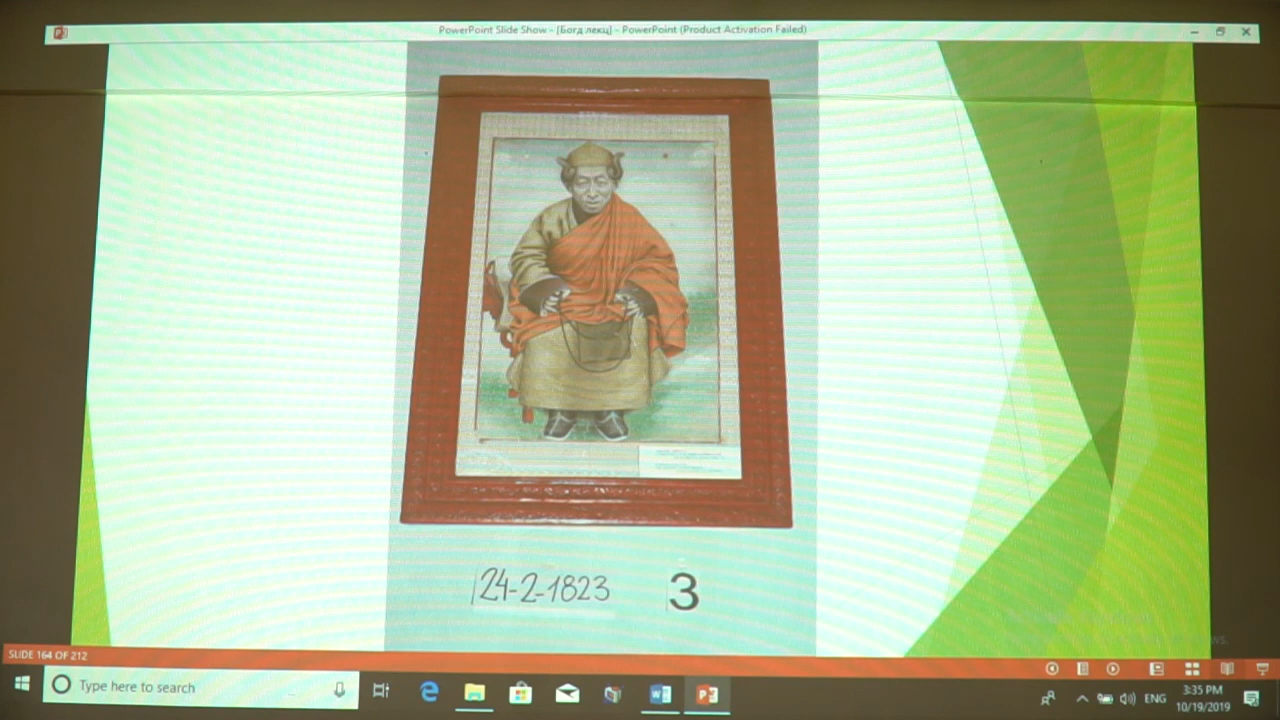 PowerPoint Slide Show - [Богд лекц] - PowerPoint (Product Activation Failed)
24-2-1823
3
SLIDE 164 OF 212
Type here to search
ENG
3:35 PM
10/19/2019